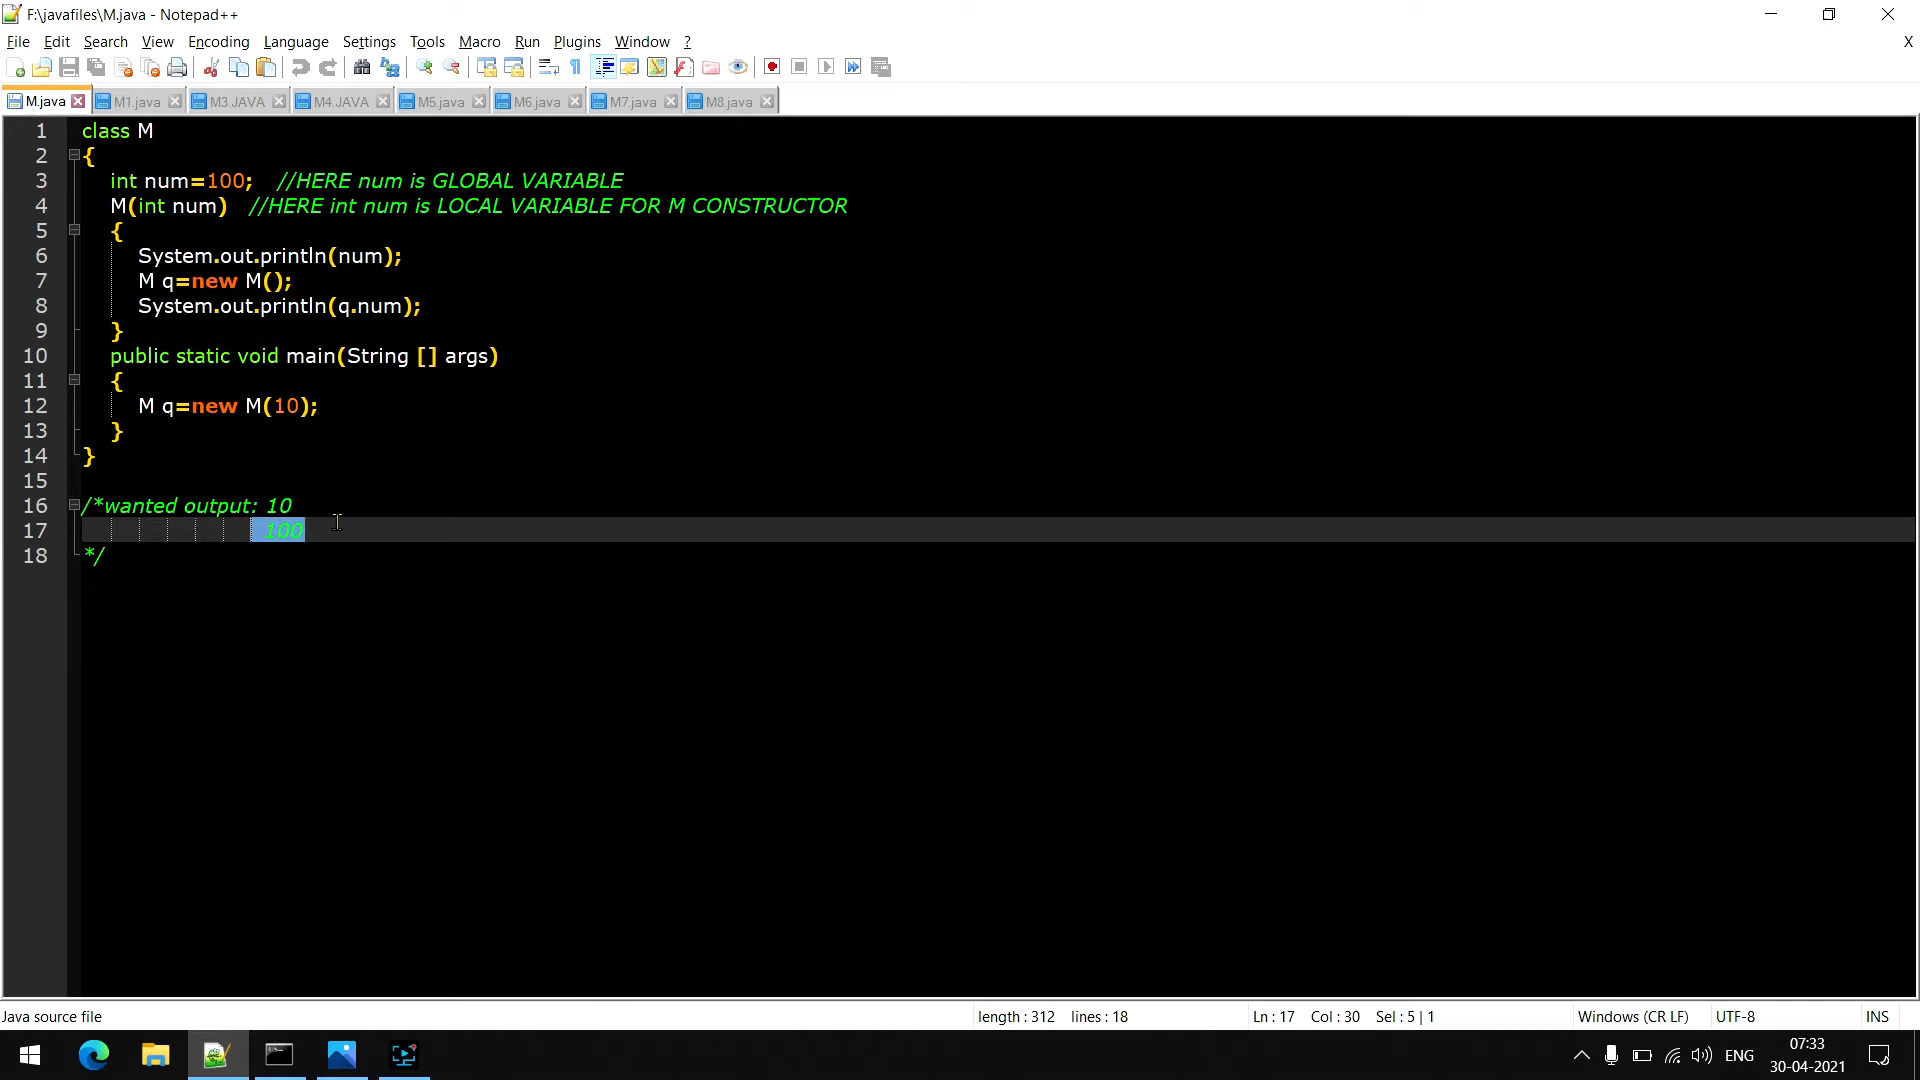 F:\javafiles\M.java - Notepad++
File Edit Search View Encoding Language Settings Tools Macro Run Plugins Window ? X
M.java M1.java M3.JAVA M4.JAVA M5.java M6.java M7.java M8.java
1 class M
2 {
3 int num=100; //HERE num is GLOBAL VARIABLE
4 M(int num) //HERE int num is LOCAL VARIABLE FOR M CONSTRUCTOR
5 {
6 System.out.println(num);
7 M q=new M();
8 System.out.println(q.num);
9 }
10 public static void main(String [] args)
11 {
12 M q=new M(10);
13 }
14 }
15
16 /*wanted output: 10
17 100
18 */
Java source file length : 312 lines : 18 Ln : 17 Col : 30 Sel : 5 | 1 Windows (CR LF) UTF-8 INS
ENG 07:33
30-04-2021